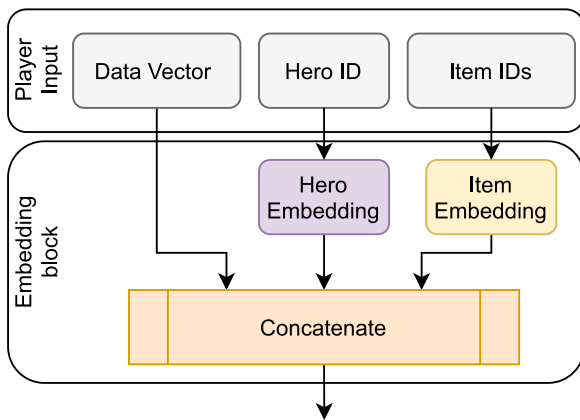 Player
Input
Data Vector
Hero ID
Item IDs
Embedding
block
Hero
Embedding
Item
Embedding
Concatenate